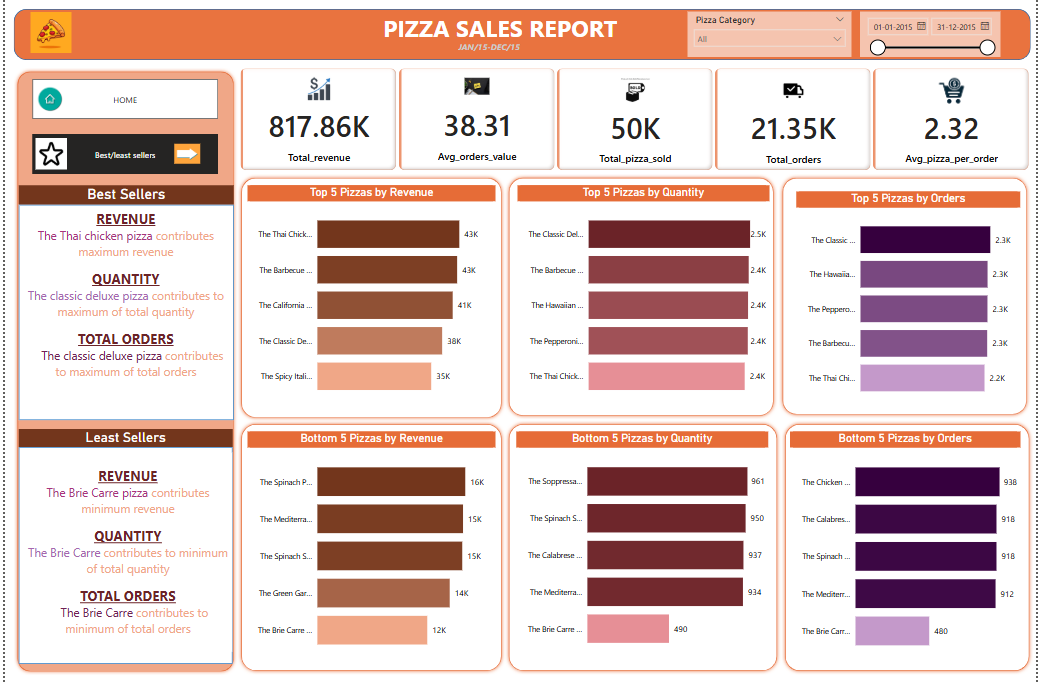 PIZZA SALES REPORT
JAN/15-DEC/15
Pizza Category
All
01-01-2015
31-12-2015
HOME
Best/least sellers
817.86K
Total_revenue
38.31
Avg_orders_value
50K
Total_pizza_sold
21.35K
Total_orders
2.32
Avg_pizza_per_order
Best Sellers
REVENUE
The Thai chicken pizza contributes
maximum revenue
QUANTITY
The classic deluxe pizza contributes to
maximum of total quantity
TOTAL ORDERS
The classic deluxe pizza contributes
to maximum of total orders
Least Sellers
REVENUE
The Brie Carre pizza contributes
minimum revenue
QUANTITY
The Brie Carre contributes to minimum
of total quantity
TOTAL ORDERS
The Brie Carre contributes to
minimum of total orders
Top 5 Pizzas by Revenue
The Thai Chick... 43K
The Barbecue ... 43K
The California ... 41K
The Classic De... 38K
The Spicy Itali... 35K
Top 5 Pizzas by Quantity
The Classic Del... 2.5K
The Barbecue ... 2.4K
The Hawaiian ... 2.4K
The Pepperoni... 2.4K
The Thai Chick... 2.4K
Top 5 Pizzas by Orders
The Classic ... 2.3K
The Hawaiia... 2.3K
The Peppero... 2.3K
The Barbecu... 2.3K
The Thai Chi... 2.2K
Bottom 5 Pizzas by Revenue
The Spinach P... 16K
The Mediterra... 15K
The Spinach S... 15K
The Green Gar... 14K
The Brie Carre ... 12K
Bottom 5 Pizzas by Quantity
The Soppressa... 961
The Spinach S... 950
The Calabrese ... 937
The Mediterra... 934
The Brie Carre ... 490
Bottom 5 Pizzas by Orders
The Chicken ... 938
The Calabres... 918
The Spinach ... 918
The Mediterr... 912
The Brie Carr... 480